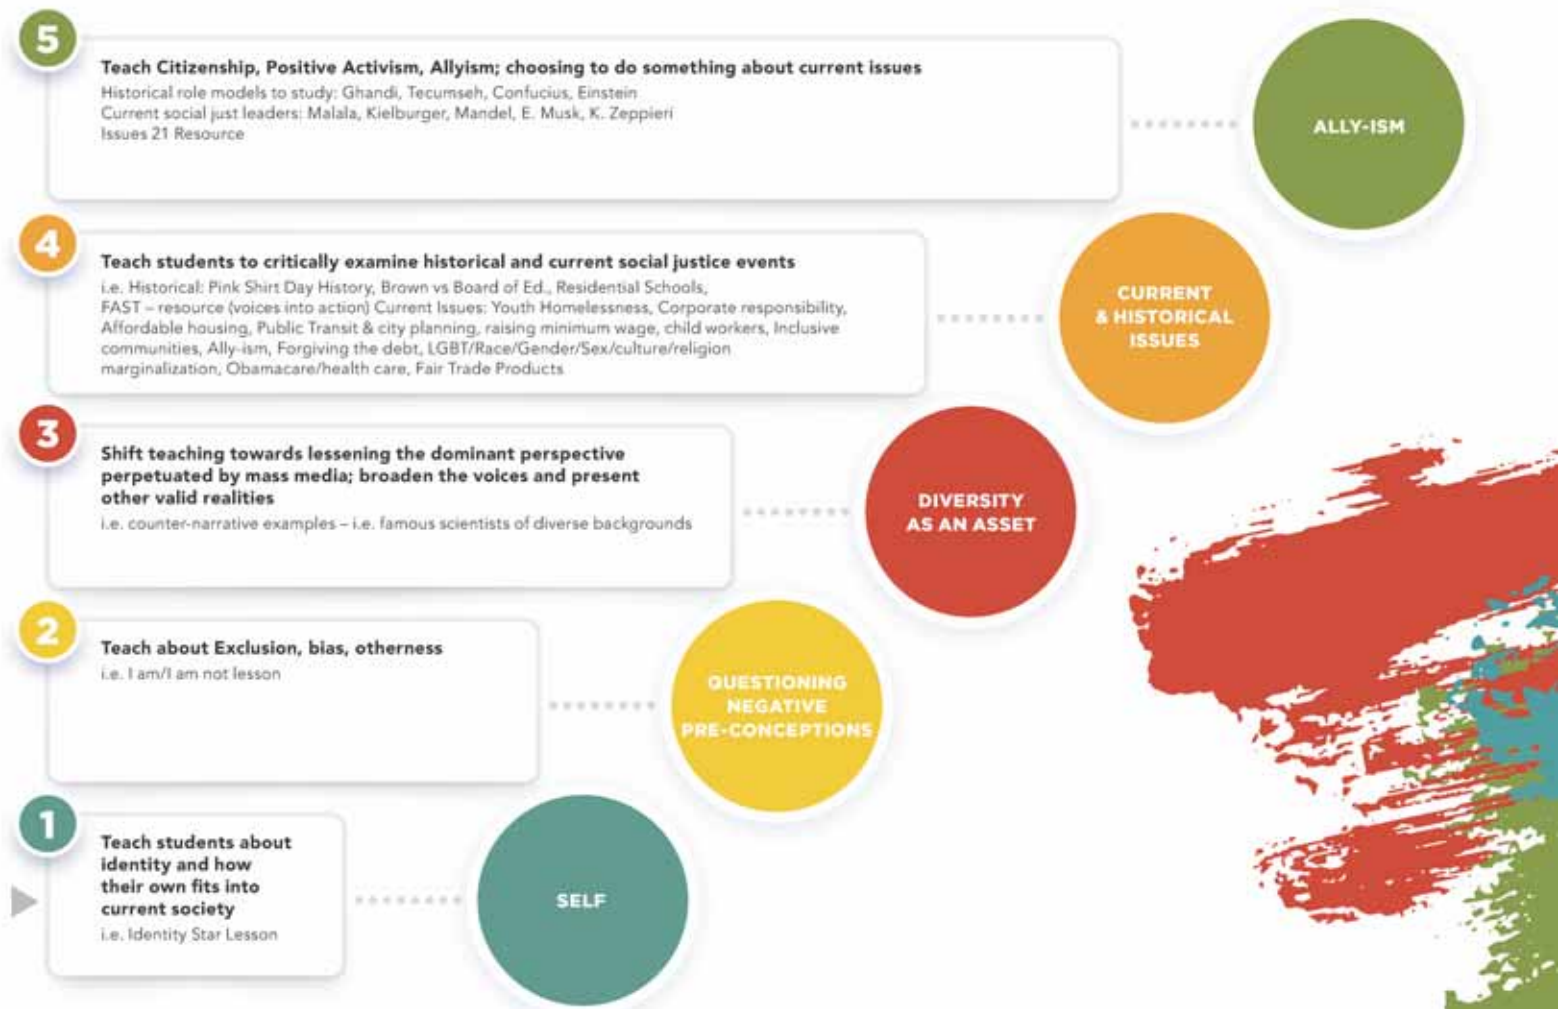 5
Teach Citizenship, Positive Activism, Allyism; choosing to do something about current issues
Historical role models to study: Ghandi, Tecumseh, Confucius, Einstein
Current social just leaders: Malala, Kielburger, Mandel, E. Musk, K. Zeppieri
Issues 21 Resource
ALLY-ISM
4
Teach students to critically examine historical and current social justice events
i.e. Historical: Pink Shirt Day History, Brown vs Board of Ed., Residential Schools,
FAST – resource (voices into action) Current Issues: Youth Homelessness, Corporate responsibility,
Affordable housing, Public Transit & city planning, raising minimum wage, child workers, Inclusive
communities, Ally-ism, Forgiving the debt, LGBT/Race/Gender/Sex/culture/religion
marginalization, Obamacare/health care, Fair Trade Products
CURRENT
& HISTORICAL
ISSUES
3
Shift teaching towards lessening the dominant perspective
perpetuated by mass media; broaden the voices and present
other valid realities
i.e. counter-narrative examples – i.e. famous scientists of diverse backgrounds
DIVERSITY
AS AN ASSET
2
Teach about Exclusion, bias, otherness
i.e. I am/I am not lesson
QUESTIONING
NEGATIVE
PRE-CONCEPTIONS
1
Teach students about
identity and how
their own fits into
current society
i.e. Identity Star Lesson
SELF